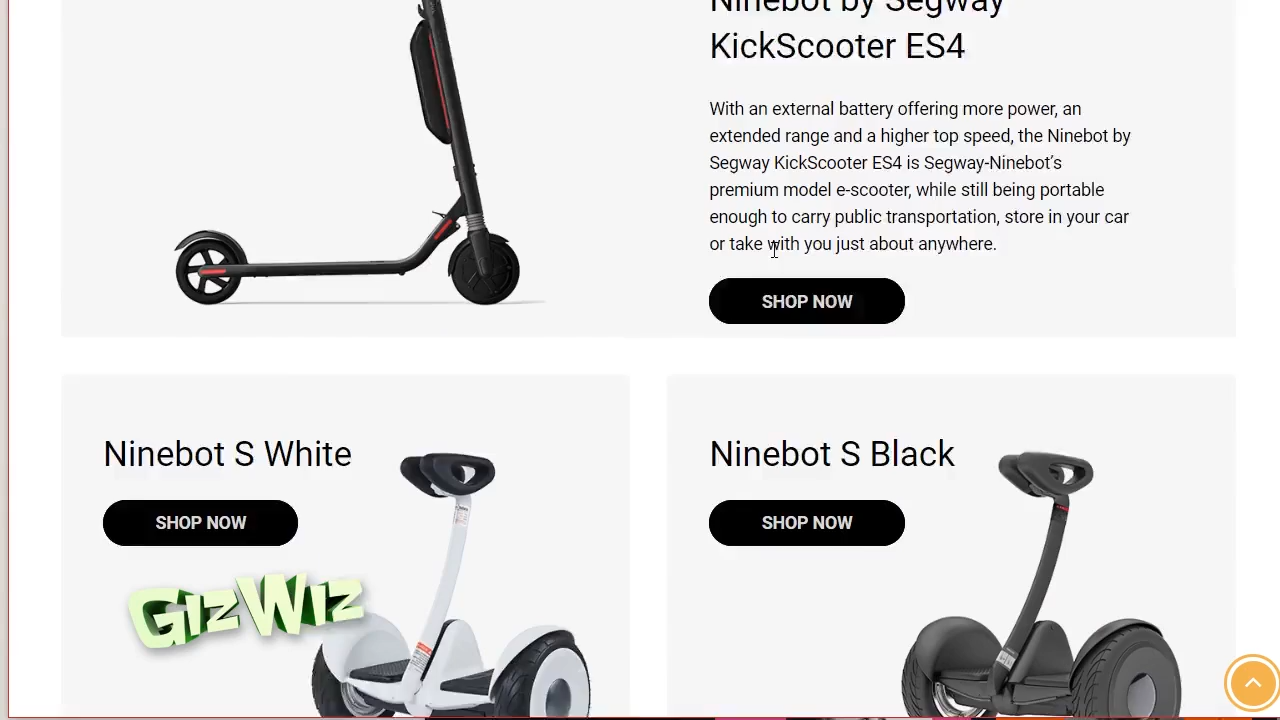 Ninebot by Segway
KickScooter ES4
With an external battery offering more power, an
extended range and a higher top speed, the Ninebot by
Segway KickScooter ES4 is Segway-Ninebot’s
premium model e-scooter, while still being portable
enough to carry public transportation, store in your car
or take with you just about anywhere.
SHOP NOW
Ninebot S White
SHOP NOW
Ninebot S Black
SHOP NOW
GIZWIZ